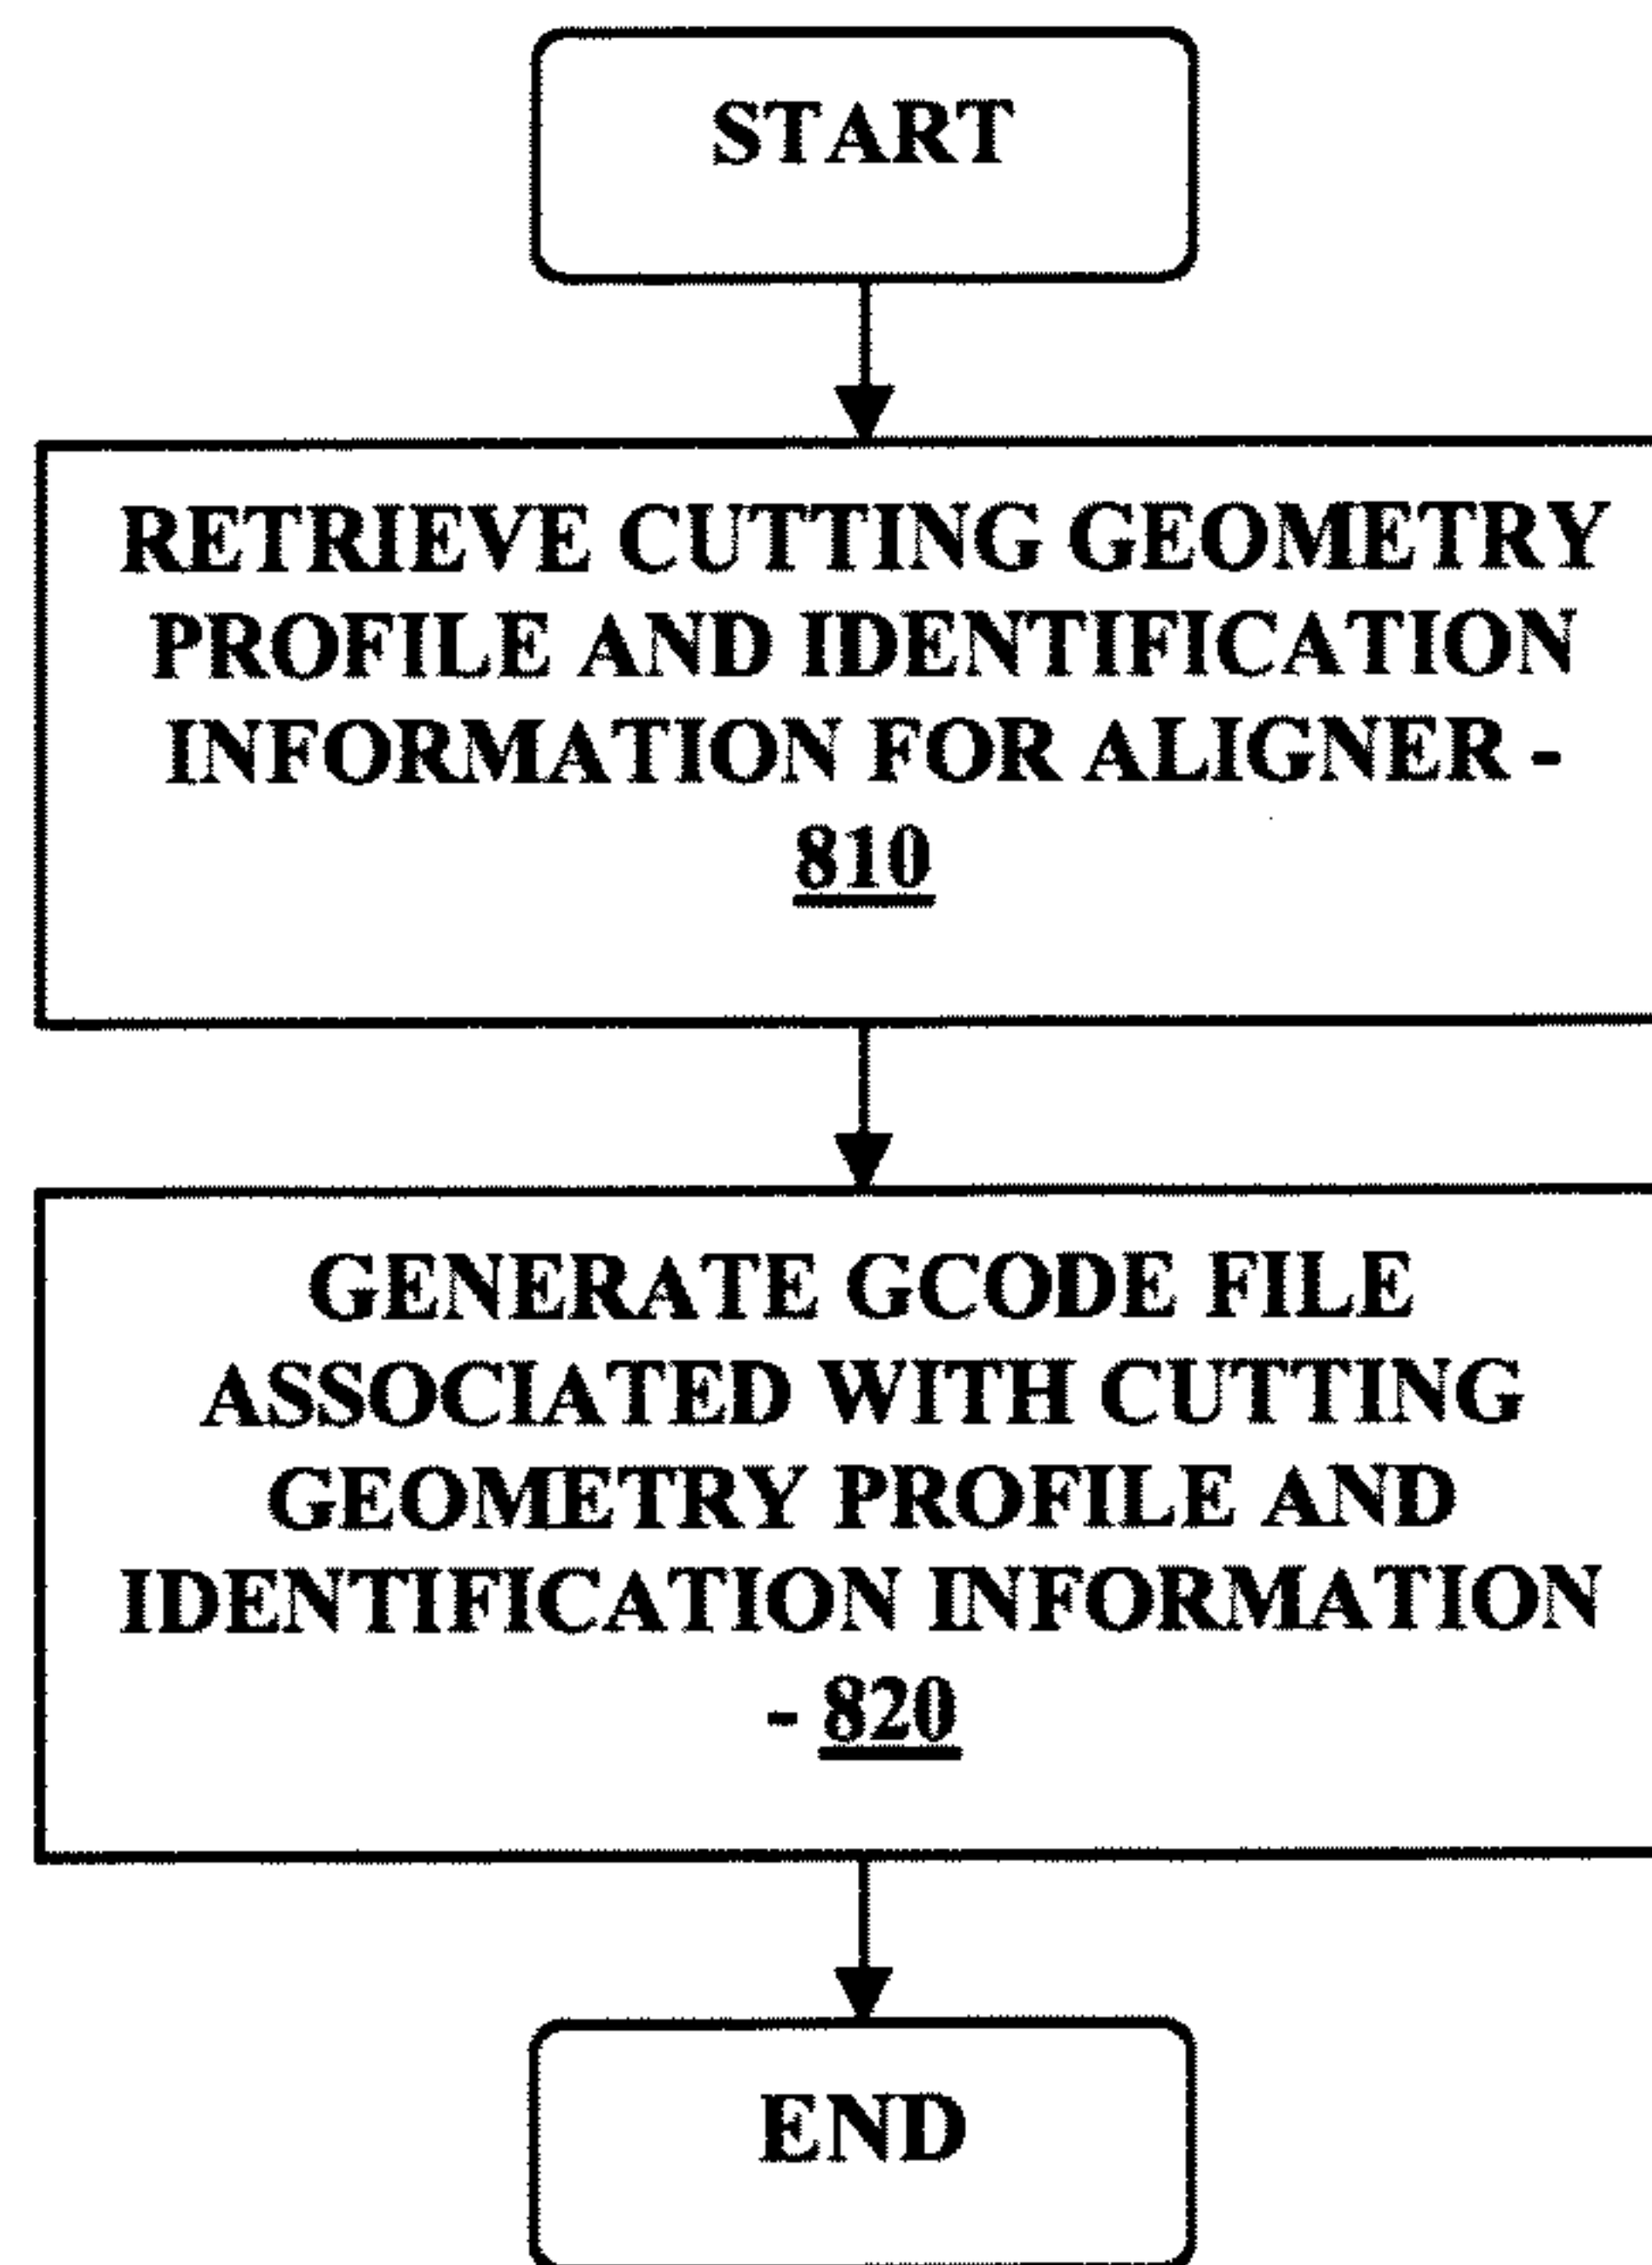 START
RETRIEVE CUTTING GEOMETRY
PROFILE AND IDENTIFICATION
INFORMATION FOR ALIGNER -
810
GENERATE GCODE FILE
ASSOCIATED WITH CUTTING
GEOMETRY PROFILE AND
IDENTIFICATION INFORMATION
- 820
END